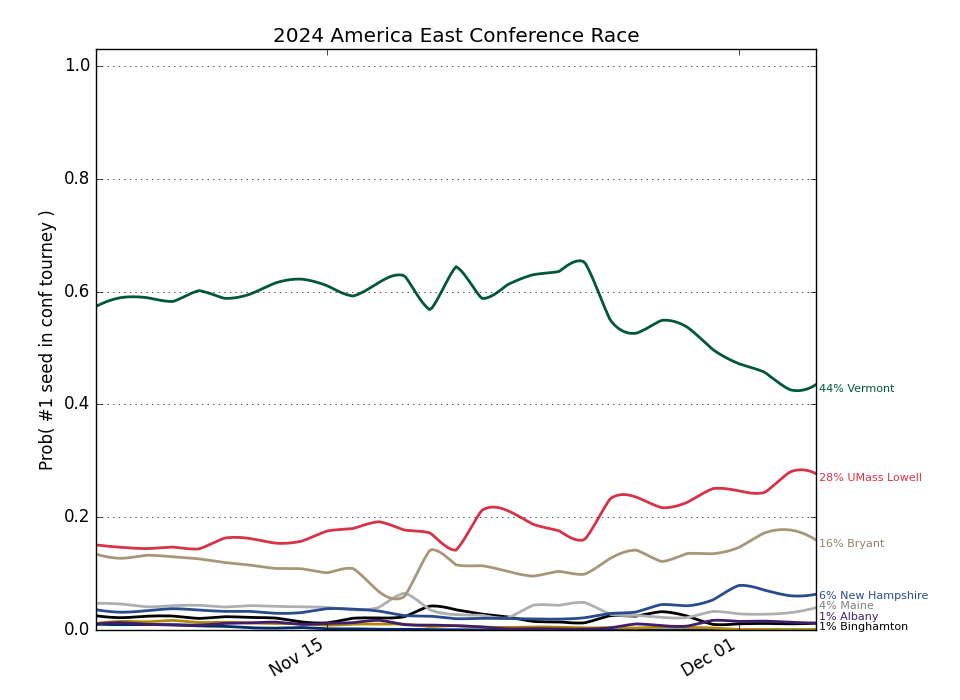 2024 America East Conference Race
Prob( #1 seed in conf tourney )
1.0
0.8
0.6
0.4
0.2
0.0
Nov 15
Dec 01
44% Vermont
28% UMass Lowell
16% Bryant
6% New Hampshire
4% Maine
1% Albany
1% Binghamton